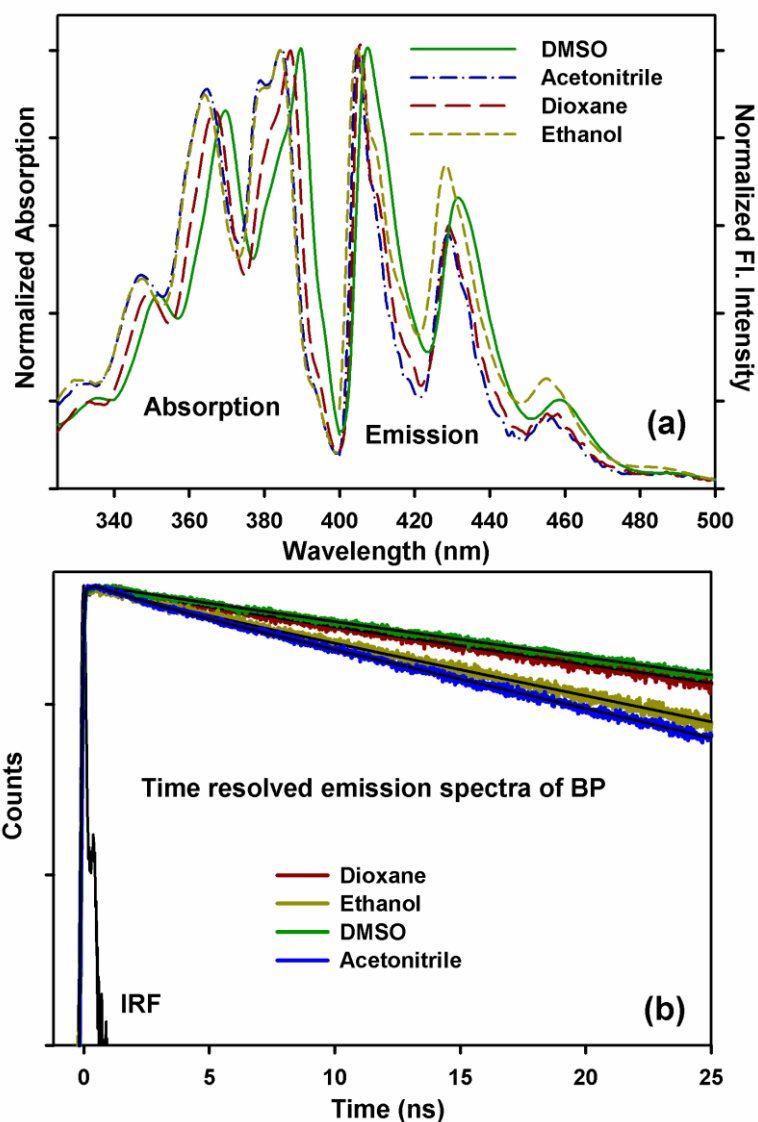 DMSO
Acetonitrile
Dioxane
Ethanol
Normalized Absorption
Normalized Fl. Intensity
Absorption
Emission
(a)
340 360 380 400 420 440 460 480 500
Wavelength (nm)
Counts
Time resolved emission spectra of BP
Dioxane
Ethanol
DMSO
Acetonitrile
IRF
(b)
0 5 10 15 20 25
Time (ns)